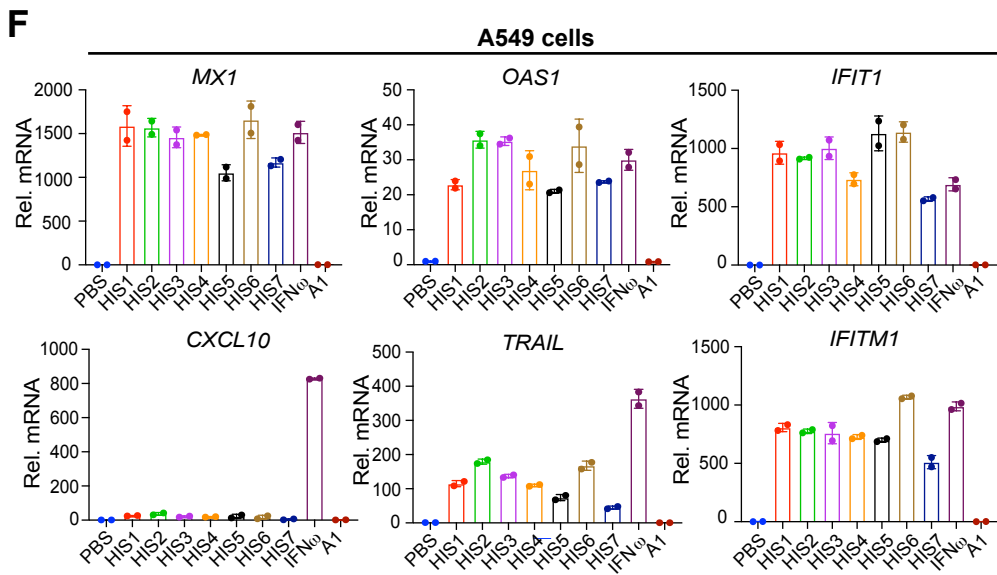 F
A549 cells
MX1
Rel. mRNA
2000
1500
1000
500
0
PBS
HIS1
HIS2
HIS3
HIS4
HIS5
HIS6
HIS7
IFNω
A1
OAS1
Rel. mRNA
50
40
30
20
10
0
PBS
HIS1
HIS2
HIS3
HIS4
HIS5
HIS6
HIS7
IFNω
A1
IFIT1
Rel. mRNA
1500
1000
500
0
PBS
HIS1
HIS2
HIS3
HIS4
HIS5
HIS6
HIS7
IFNω
A1
CXCL10
Rel. mRNA
1000
800
600
400
200
0
PBS
HIS1
HIS2
HIS3
HIS4
HIS5
HIS6
HIS7
IFNω
A1
TRAIL
Rel. mRNA
500
400
300
200
100
0
PBS
HIS1
HIS2
HIS3
HIS4
HIS5
HIS6
HIS7
IFNω
A1
IFITM1
Rel. mRNA
1500
1000
500
0
PBS
HIS1
HIS2
HIS3
HIS4
HIS5
HIS6
HIS7
IFNω
A1